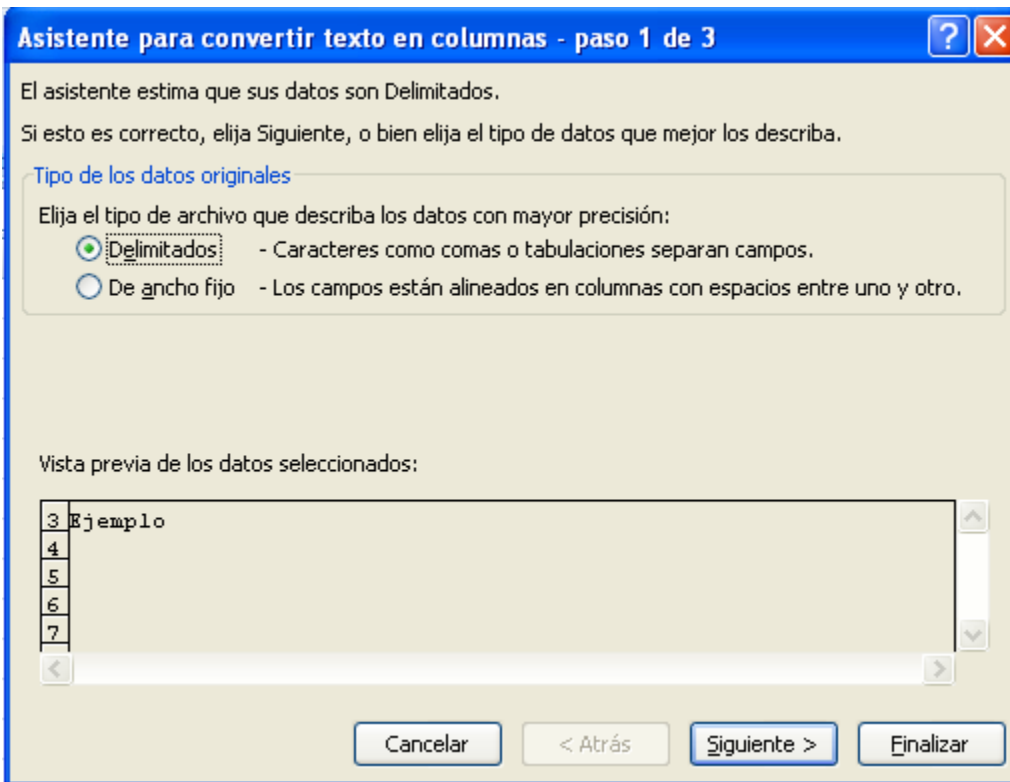 Asistente para convertir texto en columnas - paso 1 de 3
El asistente estima que sus datos son Delimitados.
Si esto es correcto, elija Siguiente, o bien elija el tipo de datos que mejor los describa.
Tipo de los datos originales
Elija el tipo de archivo que describa los datos con mayor precisión:
Delimitados - Caracteres como comas o tabulaciones separan campos.
De ancho fijo - Los campos están alineados en columnas con espacios entre uno y otro.
Vista previa de los datos seleccionados:
3 Ejemplo
4
5
6
7
Cancelar < Atrás Siguiente > Finalizar